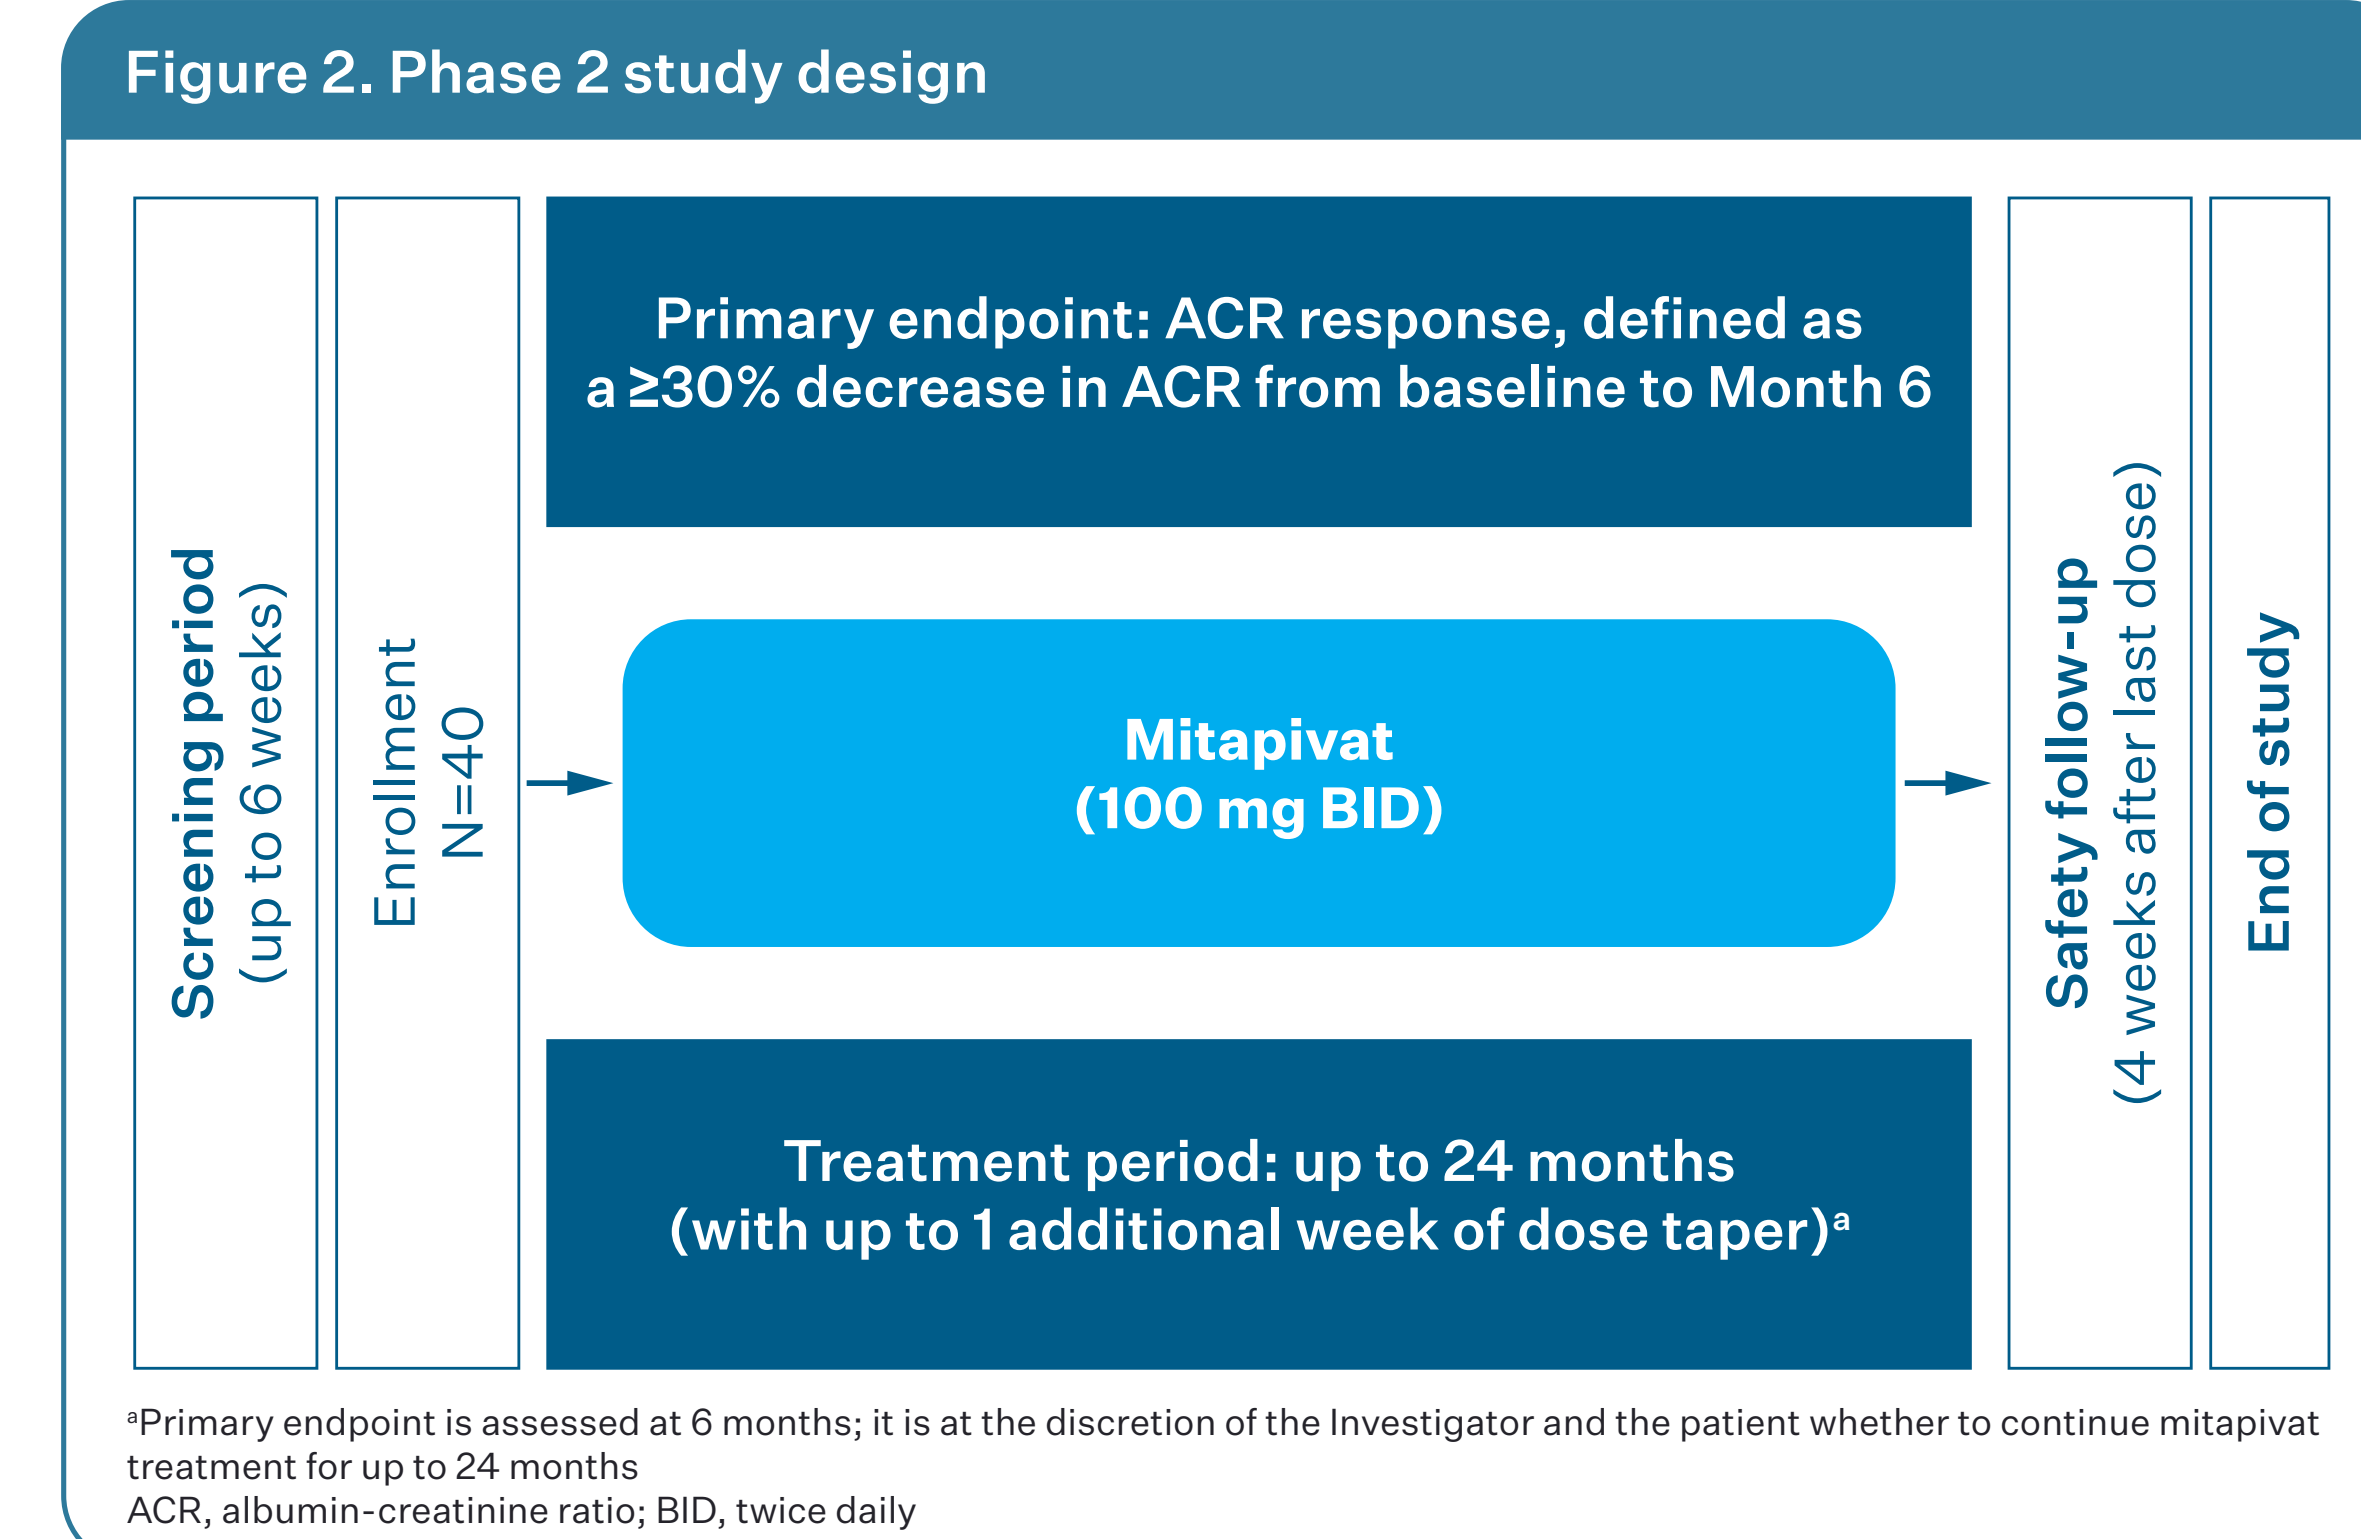 Figure 2. Phase 2 study design
Screening period
(up to 6 weeks)
Enrollment
N=40
Primary endpoint: ACR response, defined as
a ≥30% decrease in ACR from baseline to Month 6
Mitapivat
(100 mg BID)
Treatment period: up to 24 months
(with up to 1 additional week of dose taper)ᵃ
Safety follow-up
(4 weeks after last dose)
End of study
ᵃPrimary endpoint is assessed at 6 months; it is at the discretion of the Investigator and the patient whether to continue mitapivat
treatment for up to 24 months
ACR, albumin-creatinine ratio; BID, twice daily